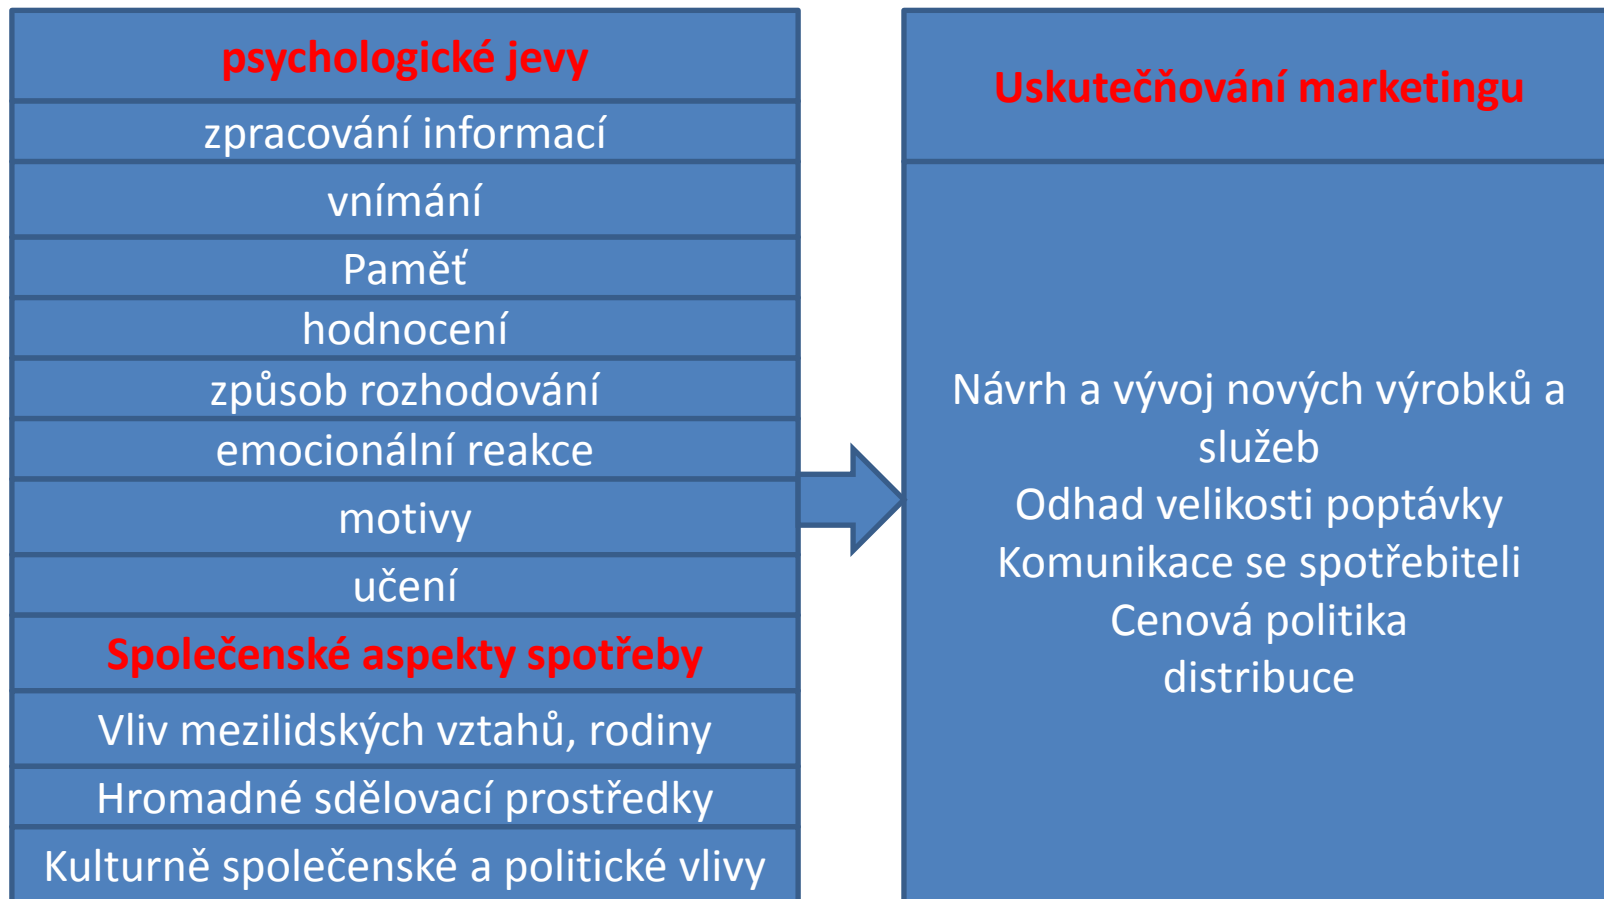 psychologické jevy
zpracování informací
vnímání
Paměť
hodnocení
způsob rozhodování
emocionální reakce
motivy
učení
Společenské aspekty spotřeby
Vliv mezilidských vztahů, rodiny
Hromadné sdělovací prostředky
Kulturně společenské a politické vlivy
Uskutečňování marketingu
Návrh a vývoj nových výrobků a
služeb
Odhad velikosti poptávky
Komunikace se spotřebiteli
Cenová politika
distribuce